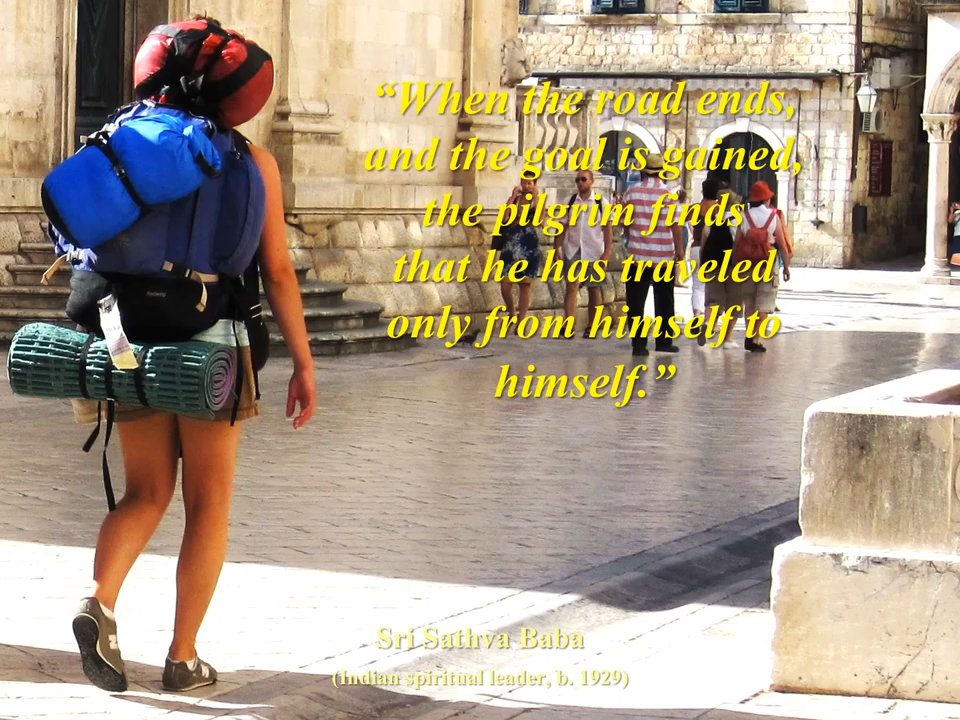 “When the road ends,
and the goal is gained,
the pilgrim finds
that he has traveled
only from himself to
himself.”
Sri Sathva Baba
(Indian spiritual leader, b. 1929)